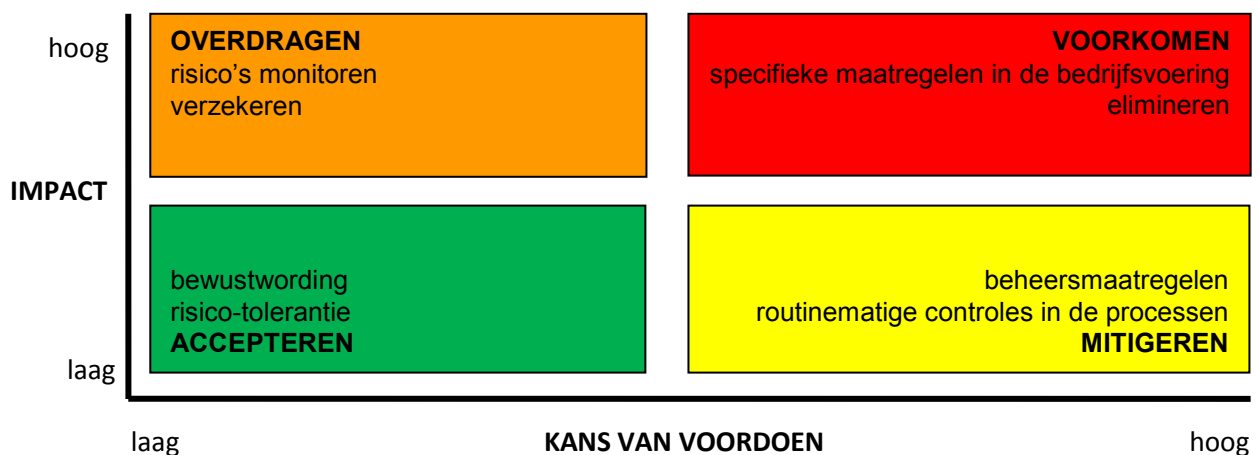 hoog
OVERDRAGEN
risico's monitoren
verzekeren
VOORKOMEN
specifieke maatregelen in de bedrijfsvoering
elimineren
IMPACT
bewustwording
risico-tolerantie
ACCEPTEREN
beheersmaatregelen
routinematige controles in de processen
MITIGEREN
laag
laag
KANS VAN VOORDOEN
hoog